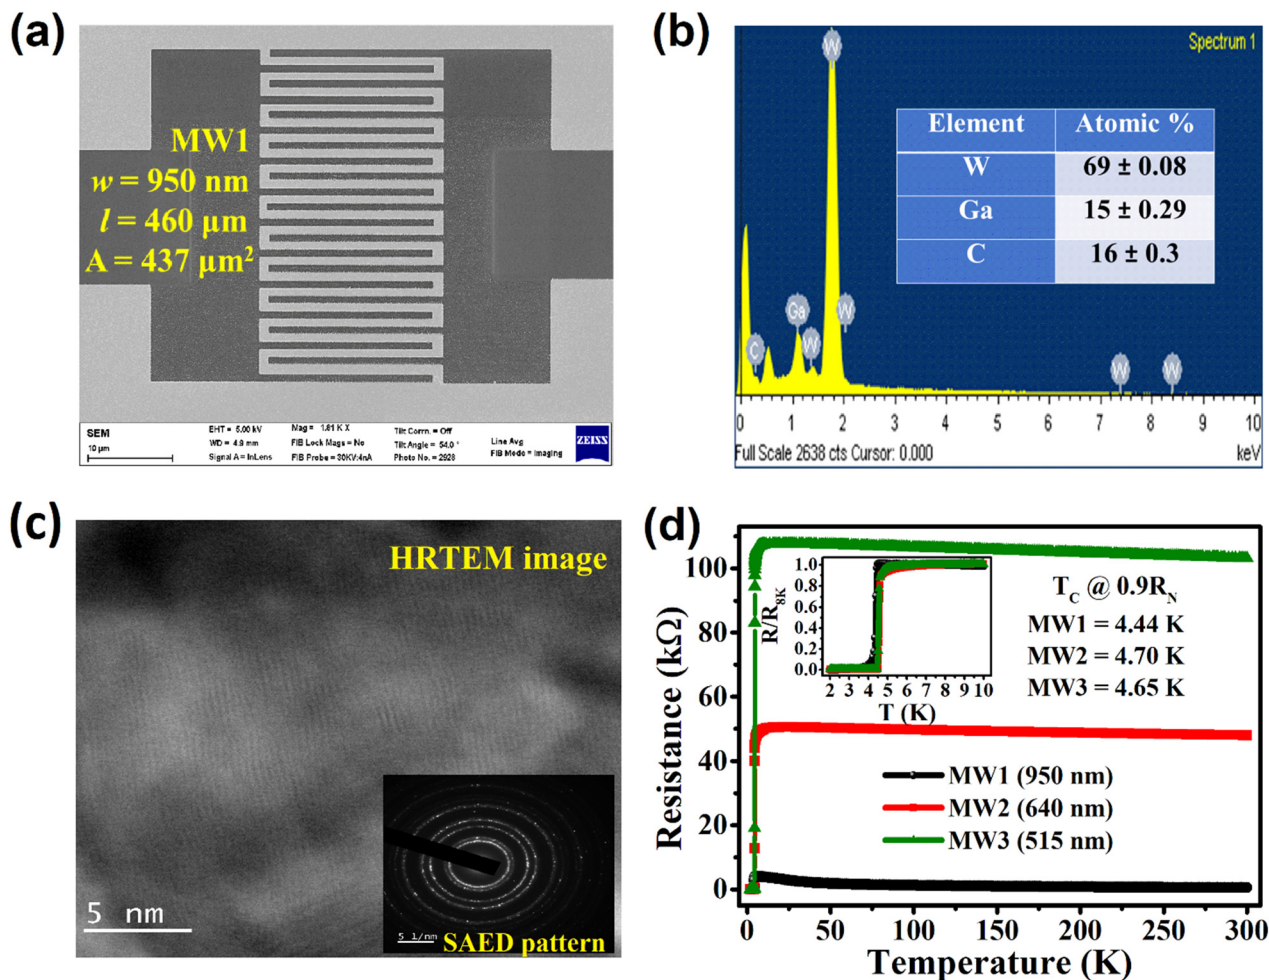 (a)
MW1
w = 950 nm
l = 460 µm
A = 437 µm²
SEM
10 µm
EHT = 5.00 kV
WD = 4.9 mm
Signal A = InLens
Mag = 1.81 K X
FIB Lock Mags = No
FIB Probe = 30KV:4nA
Tilt Corrn. = Off
Tilt Angle = 54.0 °
Photo No. = 2928
Line Avg
FIB Mode = Imaging
ZEISS
(b)
Spectrum 1
W
Element Atomic %
W 69 ± 0.08
Ga 15 ± 0.29
C 16 ± 0.3
Ga
W
C
W
W
W
0 1 2 3 4 5 6 7 8 9 10
Full Scale 2638 cts Cursor: 0.000
keV
(c)
HRTEM image
5 nm
5 1/nm
SAED pattern
(d)
Resistance (kΩ)
100
80
60
40
20
0
R/R8K
1.0
0.8
0.6
0.4
0.2
0.0
2 3 4 5 6 7 8 9 10
T (K)
TC @ 0.9RN
MW1 = 4.44 K
MW2 = 4.70 K
MW3 = 4.65 K
MW1 (950 nm)
MW2 (640 nm)
MW3 (515 nm)
0 50 100 150 200 250 300
Temperature (K)